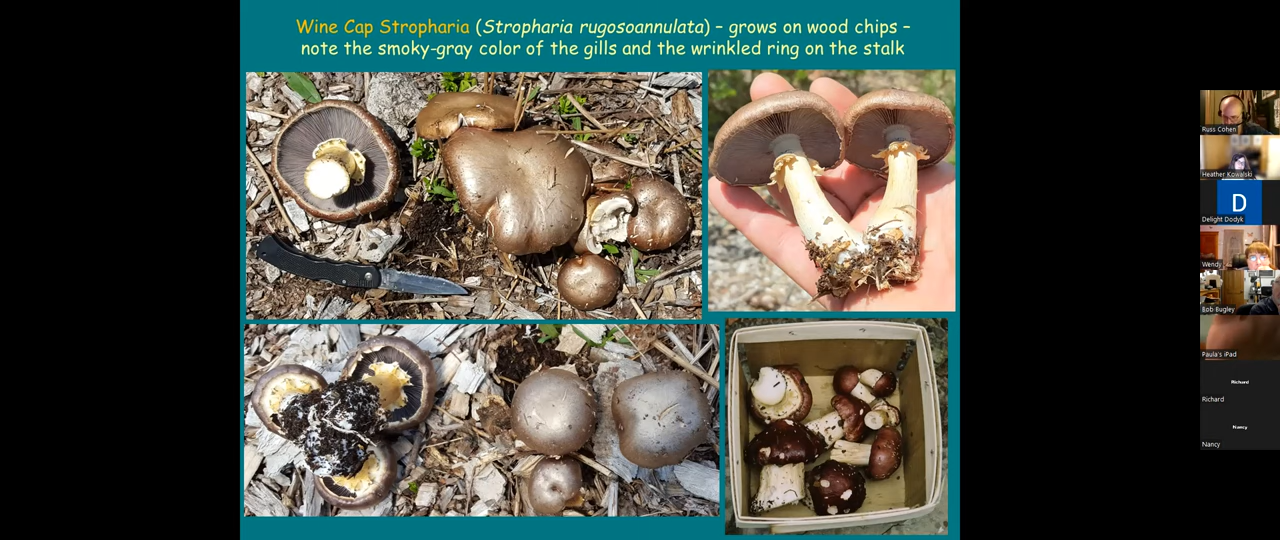 Wine Cap Stropharia (Stropharia rugosoannulata) – grows on wood chips –
note the smoky-gray color of the gills and the wrinkled ring on the stalk
Russ Cohen
Heather Kowalski
D
Delight Dodyk
Wendy
Bob Bugley
Paula's iPad
Richard
Richard
Nancy
Nancy